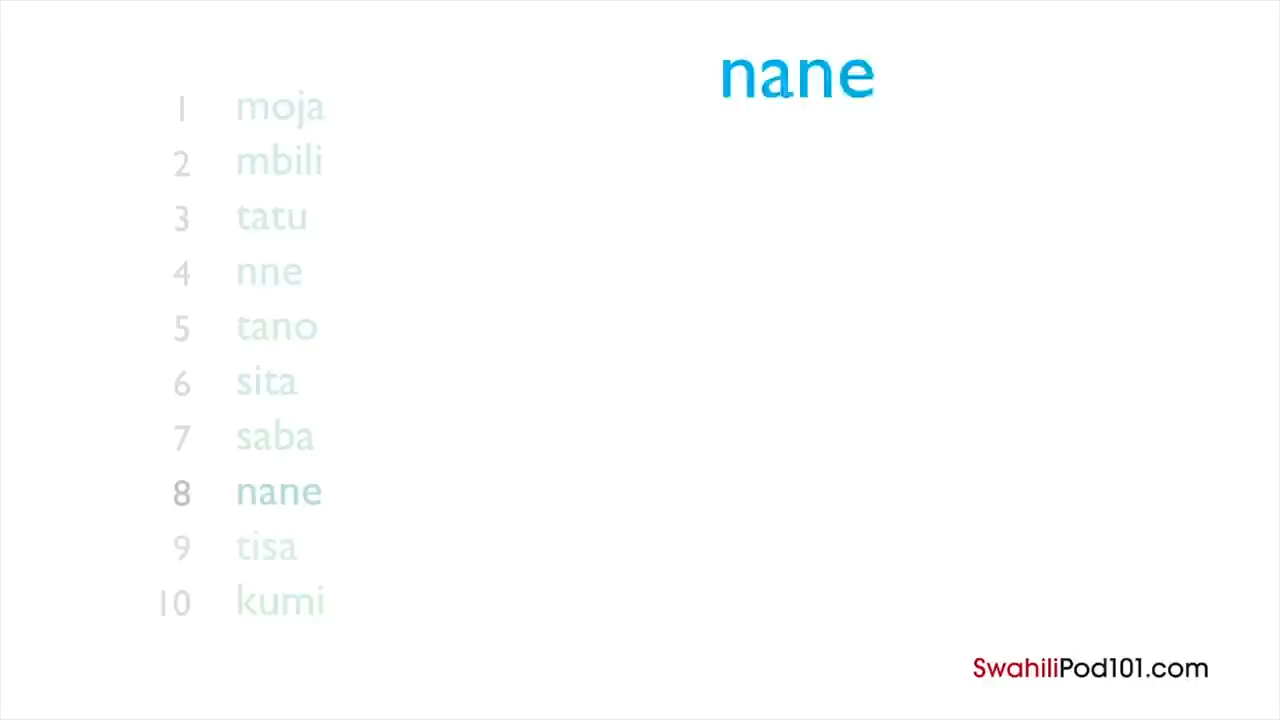 nane
1 moja
2 mbili
3 tatu
4 nne
5 tano
6 sita
7 saba
8 nane
9 tisa
10 kumi
SwahiliPod101.com